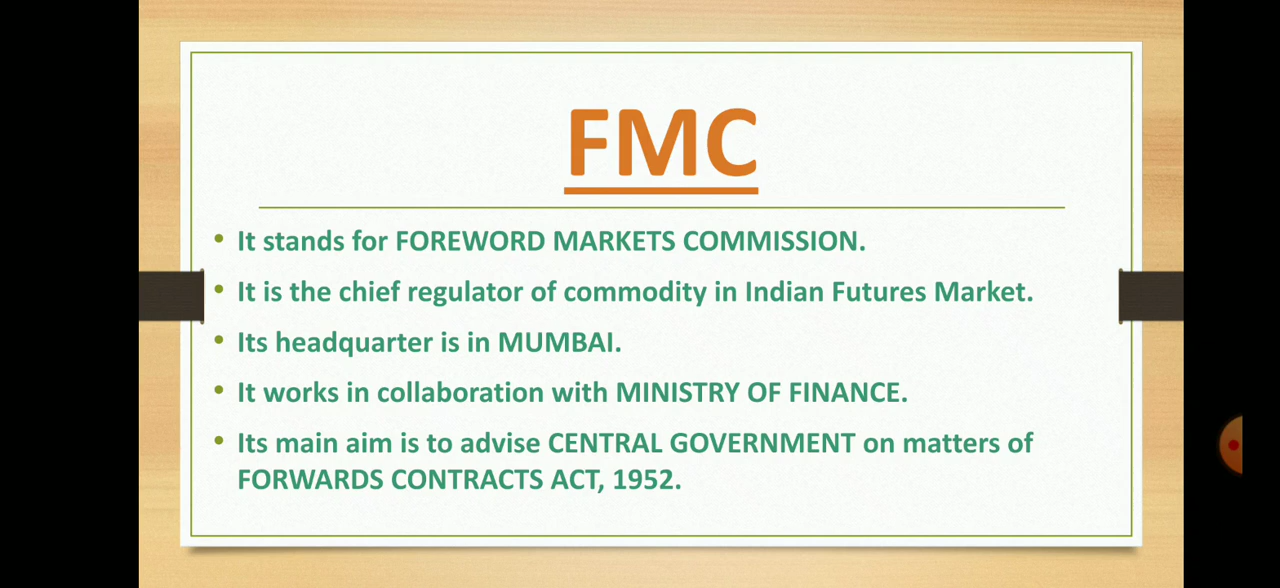 FMC
• It stands for FOREWORD MARKETS COMMISSION.
• It is the chief regulator of commodity in Indian Futures Market.
• Its headquarter is in MUMBAI.
• It works in collaboration with MINISTRY OF FINANCE.
• Its main aim is to advise CENTRAL GOVERNMENT on matters of
FORWARDS CONTRACTS ACT, 1952.